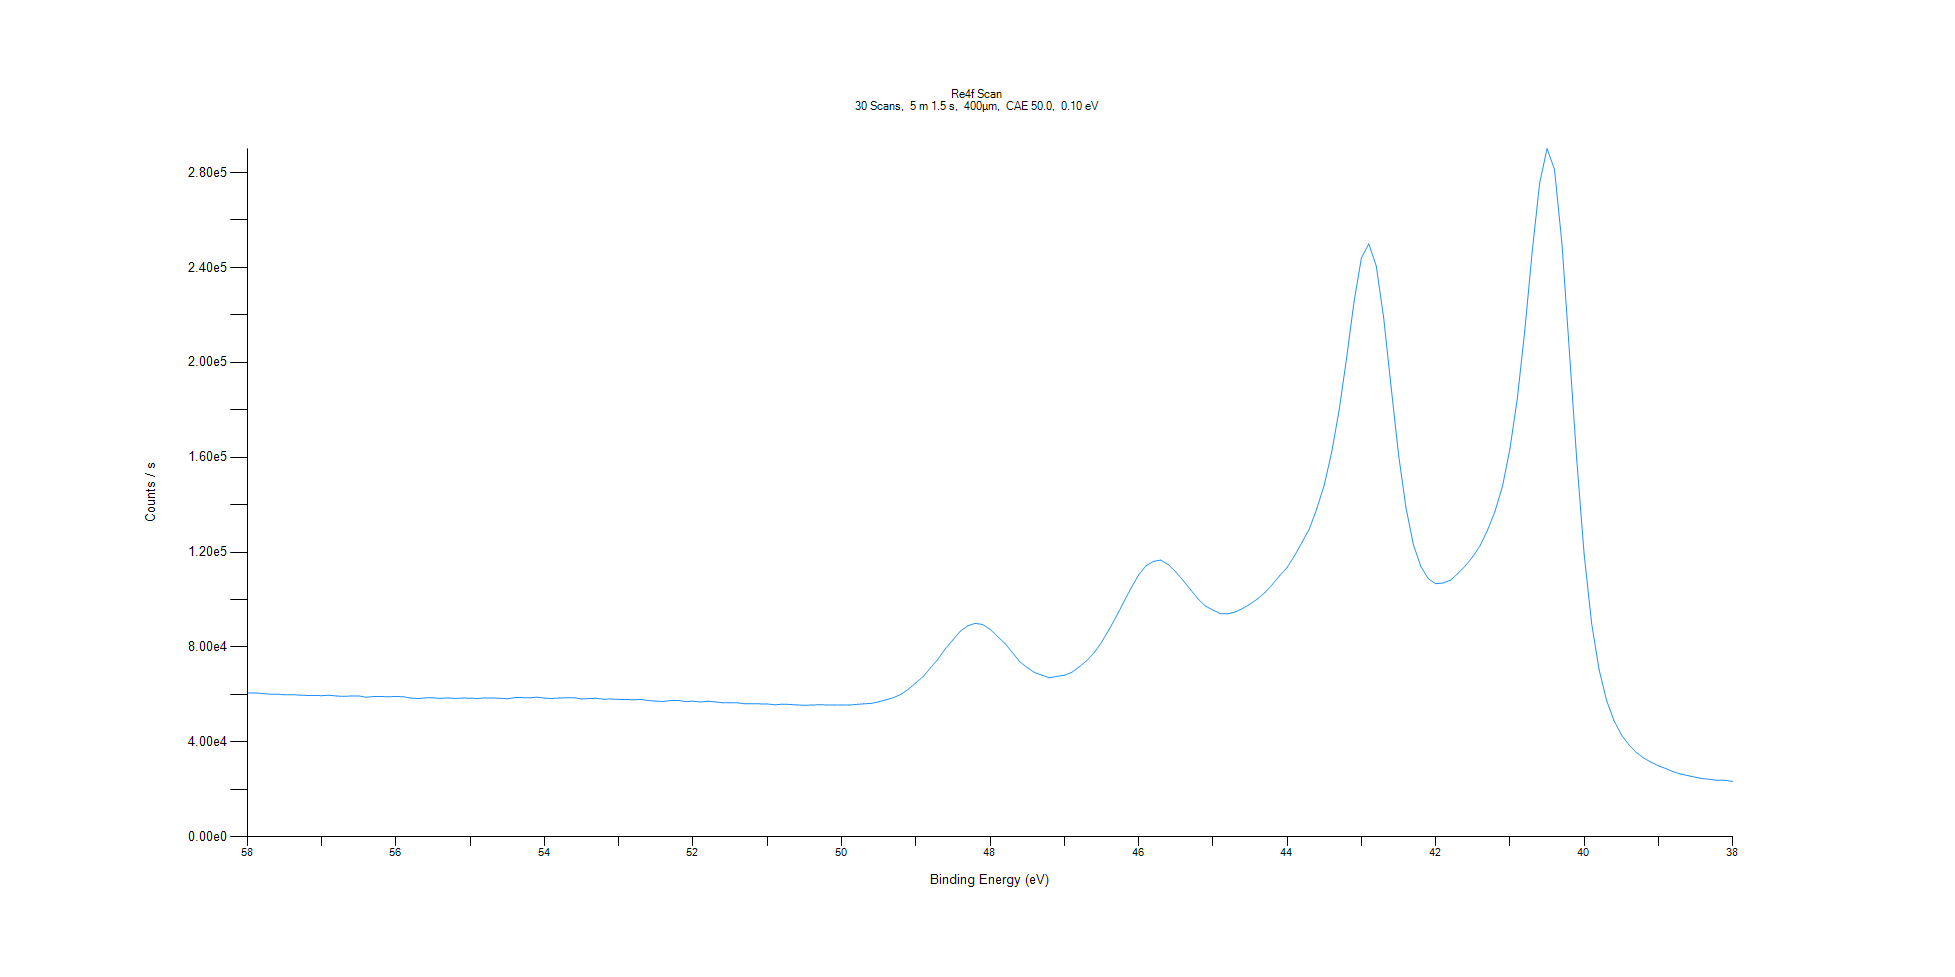 Re4f Scan
30 Scans, 5 m 1.5 s, 400µm, CAE 50.0, 0.10 eV
2.80e5
2.40e5
2.00e5
1.60e5
1.20e5
8.00e4
4.00e4
0.00e0
Counts / s
58 56 54 52 50 48 46 44 42 40 38
Binding Energy (eV)